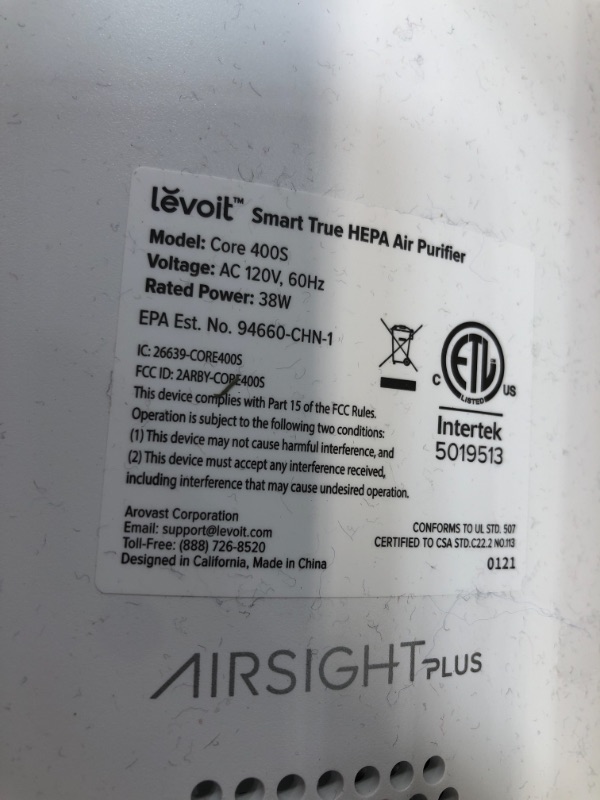 lĕvoit™ Smart True HEPA Air Purifier
Model: Core 400S
Voltage: AC 120V, 60Hz
Rated Power: 38W
EPA Est. No. 94660-CHN-1
IC: 26639-CORE400S
FCC ID: 2ARBY-CORE400S
This device complies with Part 15 of the FCC Rules.
Operation is subject to the following two conditions:
(1) This device may not cause harmful interference, and
(2) This device must accept any interference received,
including interference that may cause undesired operation.
C ETL US
LISTED
Intertek
5019513
Arovast Corporation
Email: support@levoit.com
Toll-Free: (888) 726-8520
Designed in California, Made in China
CONFORMS TO UL STD. 507
CERTIFIED TO CSA STD.C22.2 NO.113
0121
AIRSIGHT PLUS